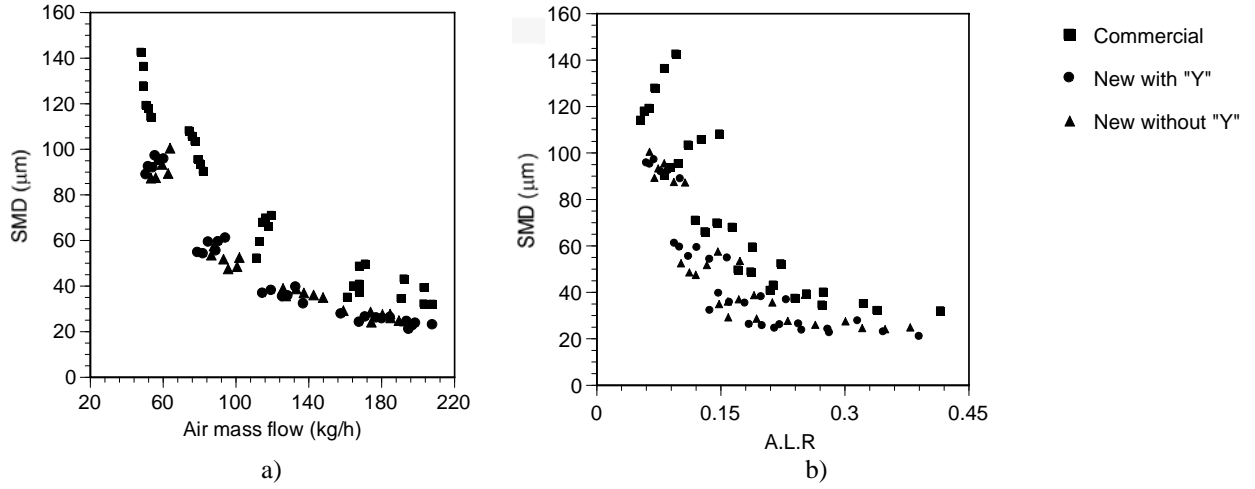 160
140
120
100
80
60
40
20
0
SMD (μm)
20 60 100 140 180 220
Air mass flow (kg/h)
a)
160
140
120
100
80
60
40
20
0
SMD (μm)
0 0.15 0.3 0.45
A.L.R
b)
Commercial
New with "Y"
New without "Y"